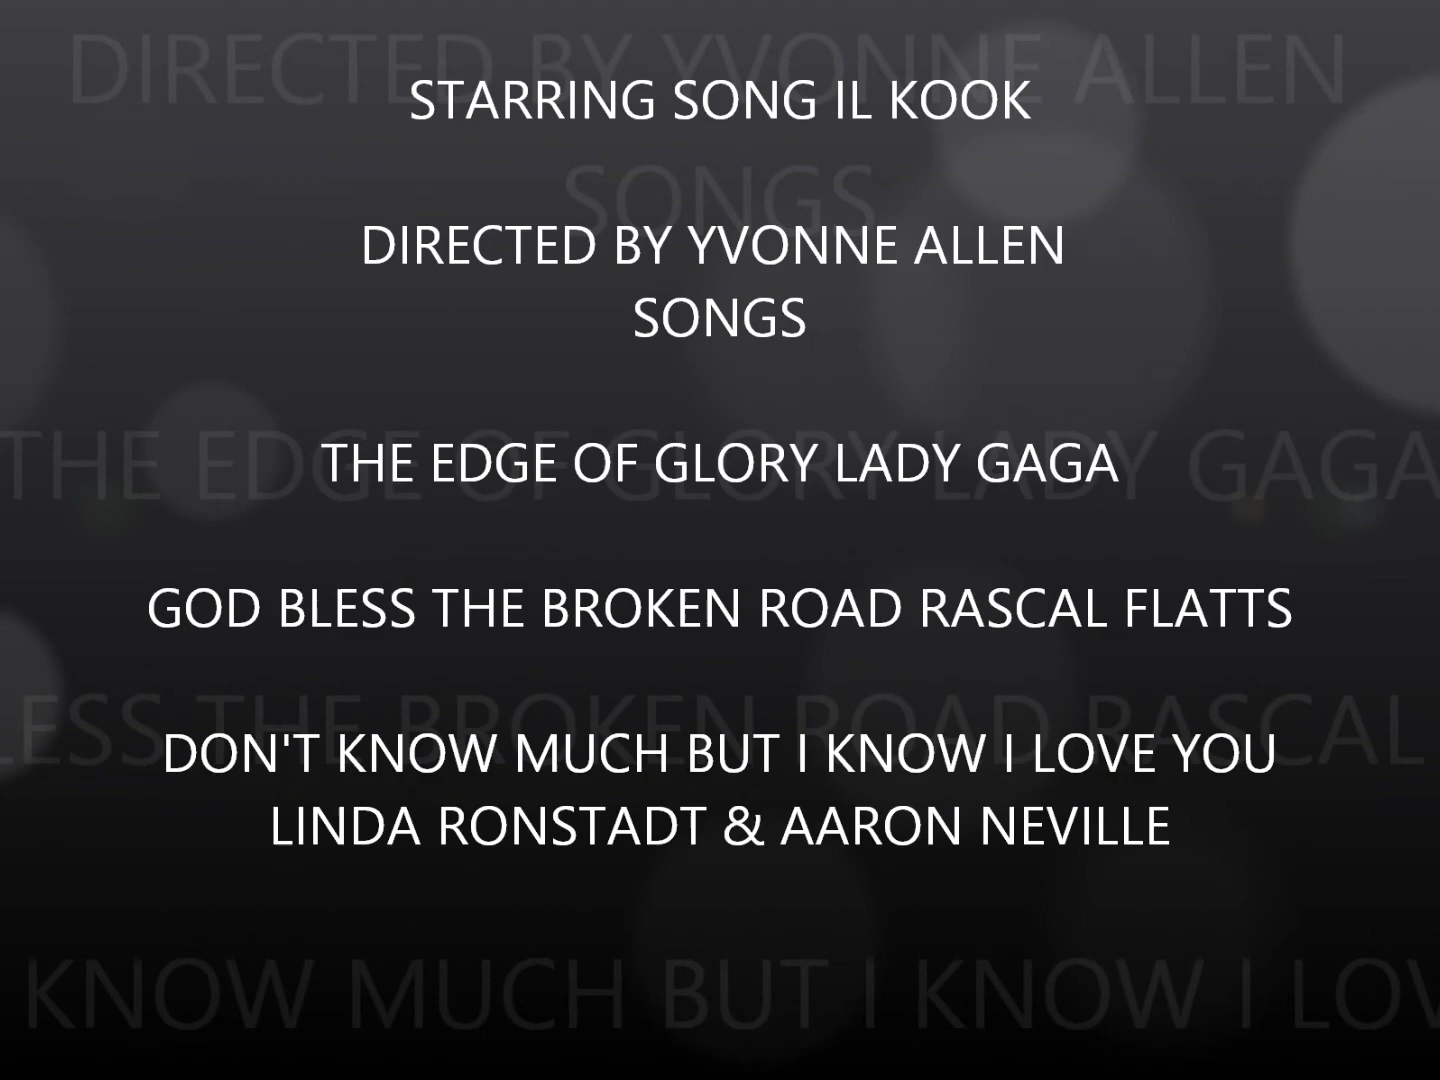 STARRING SONG IL KOOK
DIRECTED BY YVONNE ALLEN
SONGS
THE EDGE OF GLORY LADY GAGA
GOD BLESS THE BROKEN ROAD RASCAL FLATTS
DON'T KNOW MUCH BUT I KNOW I LOVE YOU
LINDA RONSTADT & AARON NEVILLE